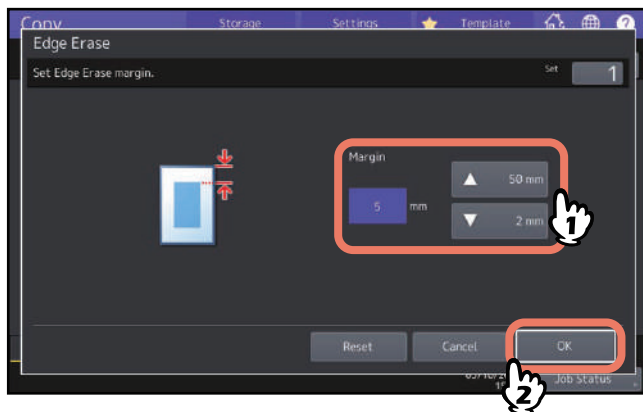 Copy Storage Settings Template ?
Edge Erase
Set Edge Erase margin.
Set 1
Margin
5 mm
50 mm
2 mm
1
Reset Cancel OK
Job Status
2